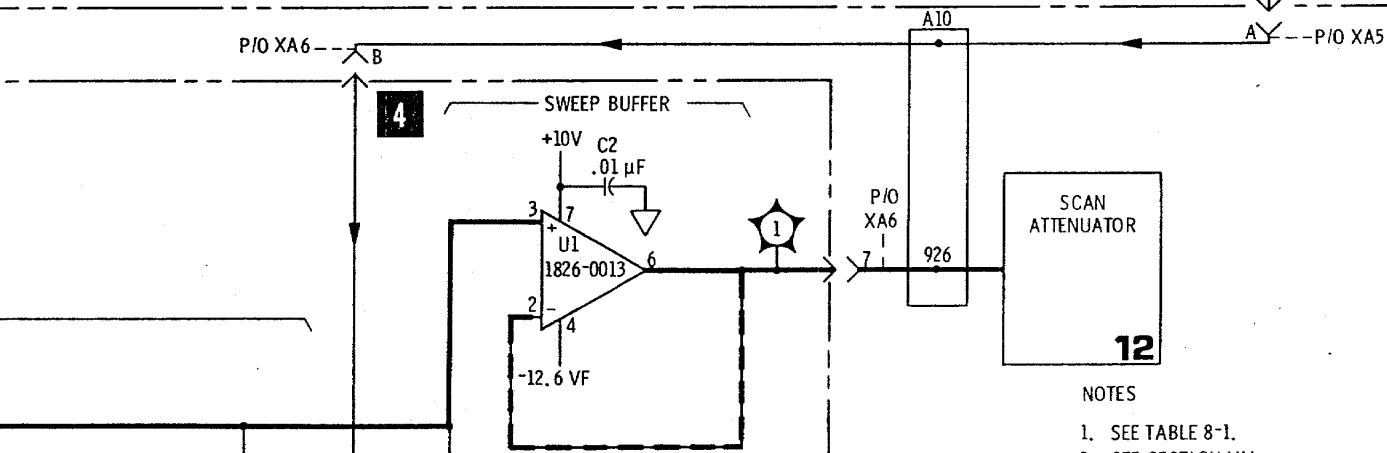 A10
P/O XA6
B
A
P/O XA5
4
SWEEP BUFFER
+10V
C2
.01 µF
3
7
+
U1
1826-0013
6
2
-
4
-12.6 VF
1
P/O
XA6
7
926
SCAN
ATTENUATOR
12
NOTES
1. SEE TABLE 8-1.